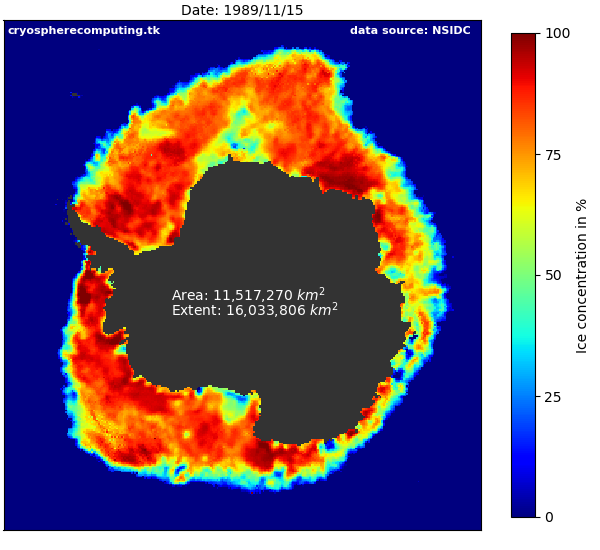 Date: 1989/11/15
cryospherecomputing.tk
data source: NSIDC
Area: 11,517,270 km²
Extent: 16,033,806 km²
100
75
50
25
0
Ice concentration in %